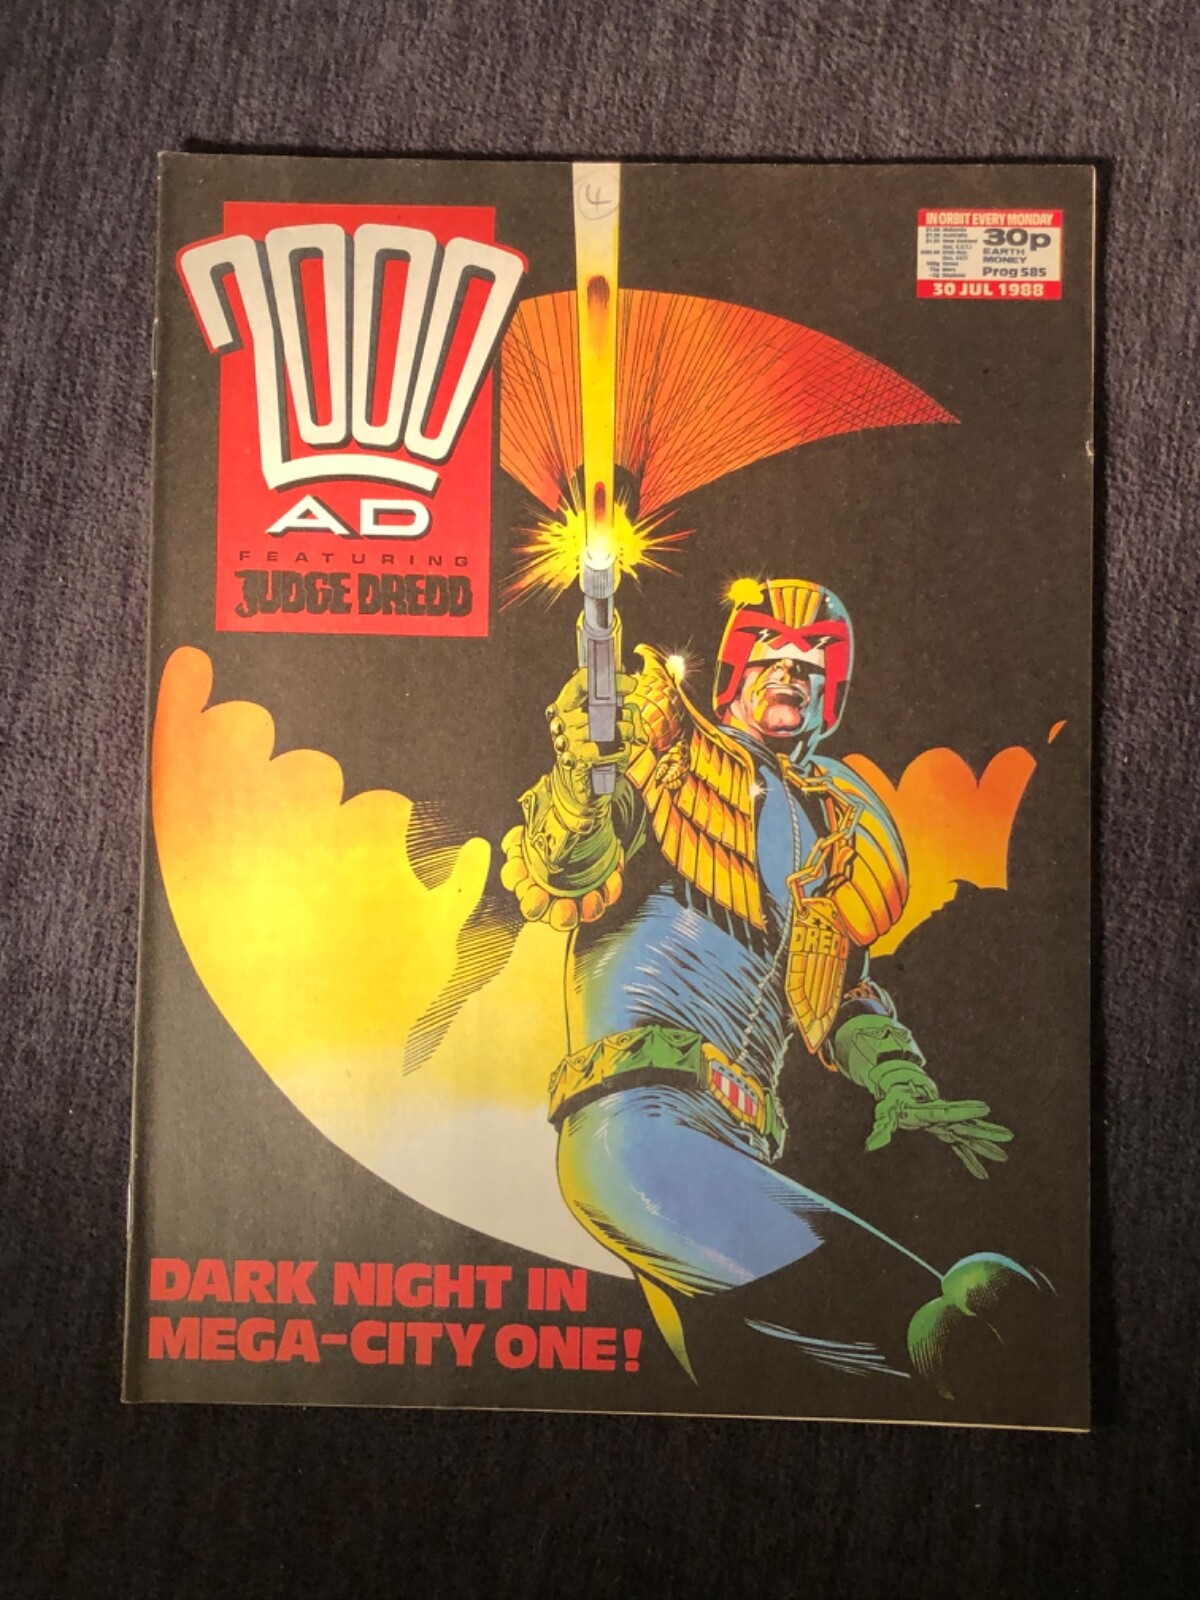 4
2000
AD
FEATURING
JUDGE DREDD
IN ORBIT EVERY MONDAY
30p
EARTH
MONEY
Prog 585
30 JUL 1988
DREDD
DARK NIGHT IN
MEGA-CITY ONE!